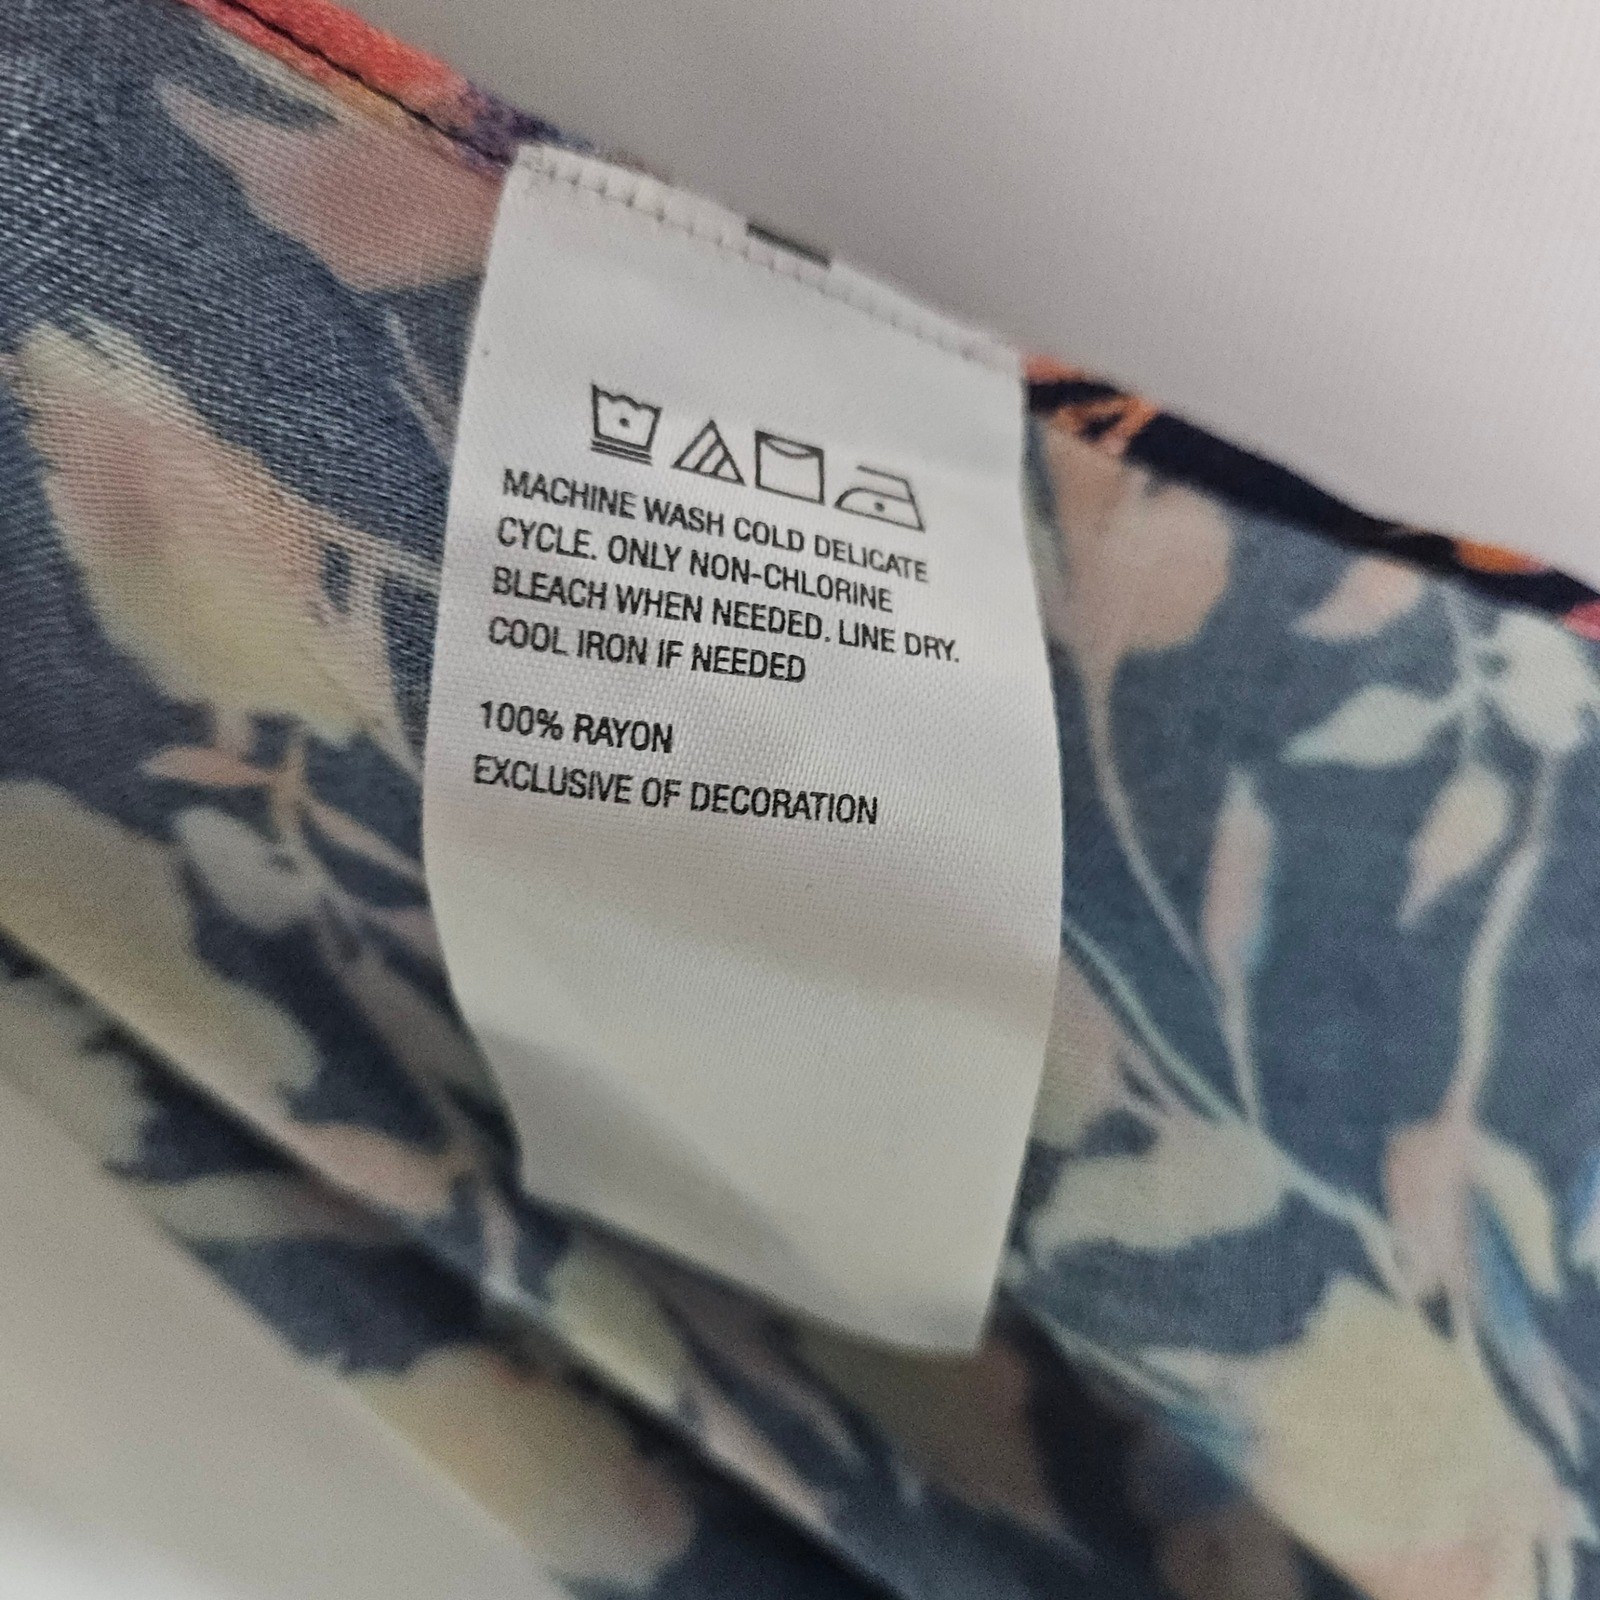 MACHINE WASH COLD DELICATE
CYCLE. ONLY NON-CHLORINE
BLEACH WHEN NEEDED. LINE DRY.
COOL IRON IF NEEDED
100% RAYON
EXCLUSIVE OF DECORATION